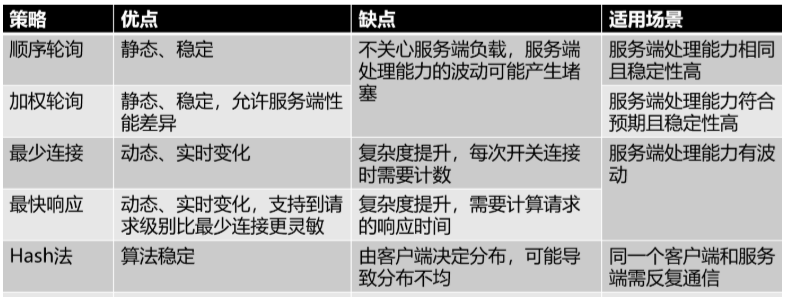 策略 优点 缺点 适用场景
顺序轮询 静态、稳定 不关心服务端负载，服务端 服务端处理能力相同
处理能力的波动可能产生堵 且稳定性高
塞
加权轮询 静态、稳定，允许服务端性 服务端处理能力符合
能差异 预期且稳定性高
最少连接 动态、实时变化 复杂度提升，每次开关连接 服务端处理能力有波
时需要计数 动
最快响应 动态、实时变化，支持到请 复杂度提升，需要计算请求
求级别比最少连接更灵敏 的响应时间
Hash法 算法稳定 由客户端决定分布，可能导 同一个客户端和服务
致分布不均 端需反复通信